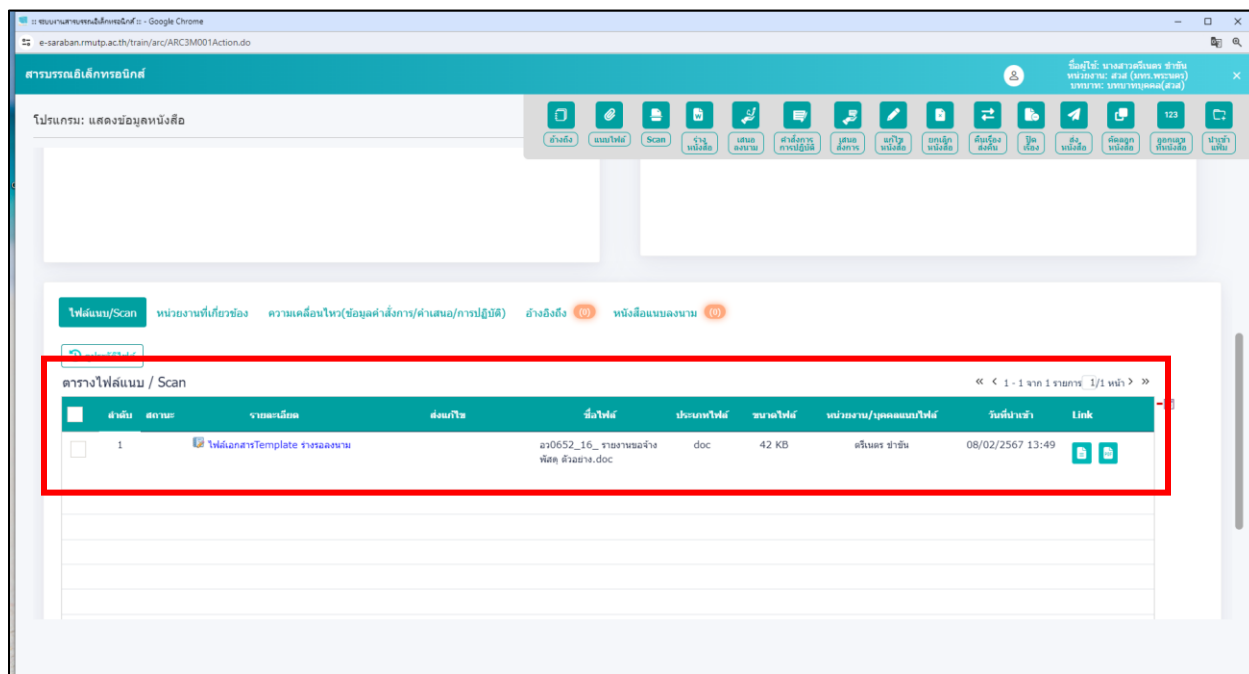 :: ระบบงานสารบรรณอิเล็กทรอนิกส์ :: - Google Chrome
e-saraban.rmutp.ac.th/train/arc/ARC3M001Action.do
สารบรรณอิเล็กทรอนิกส์
ชื่อผู้ใช้: นางสาวตรีเนตร ขำขัน
หน่วยงาน: สวส (มทร.พระนคร)
บทบาท: บทบาทบุคคล(สวส)
โปรแกรม: แสดงข้อมูลหนังสือ
123
อ้างถึง แนบไฟล์ Scan ร่างหนังสือ เสนอลงนาม คำสั่งการการปฏิบัติ เสนอสั่งการ แก้ไขหนังสือ ยกเลิกหนังสือ คืนเรื่องส่งคืน ปิดเรื่อง ส่งหนังสือ คัดลอกหนังสือ ออกเลขที่หนังสือ นำเข้าแฟ้ม
ไฟล์แนบ/Scan หน่วยงานที่เกี่ยวข้อง ความเคลื่อนไหว(ข้อมูลคำสั่งการ/คำเสนอ/การปฏิบัติ) อ้างอิงถึง (0) หนังสือแนบลงนาม (0)
ตารางไฟล์แนบ / Scan
« < 1 - 1 จาก 1 รายการ 1/1 หน้า > »
ลำดับ สถานะ รายละเอียด ส่งแก้ไข ชื่อไฟล์ ประเภทไฟล์ ขนาดไฟล์ หน่วยงาน/บุคคลแนบไฟล์ วันที่นำเข้า Link
1 ไฟล์เอกสารTemplate ร่างรอลงนาม อว0652_16_ รายงานขอจ้าง doc 42 KB ตรีเนตร ขำขัน 08/02/2567 13:49
พัสดุ ตัวอย่าง.doc